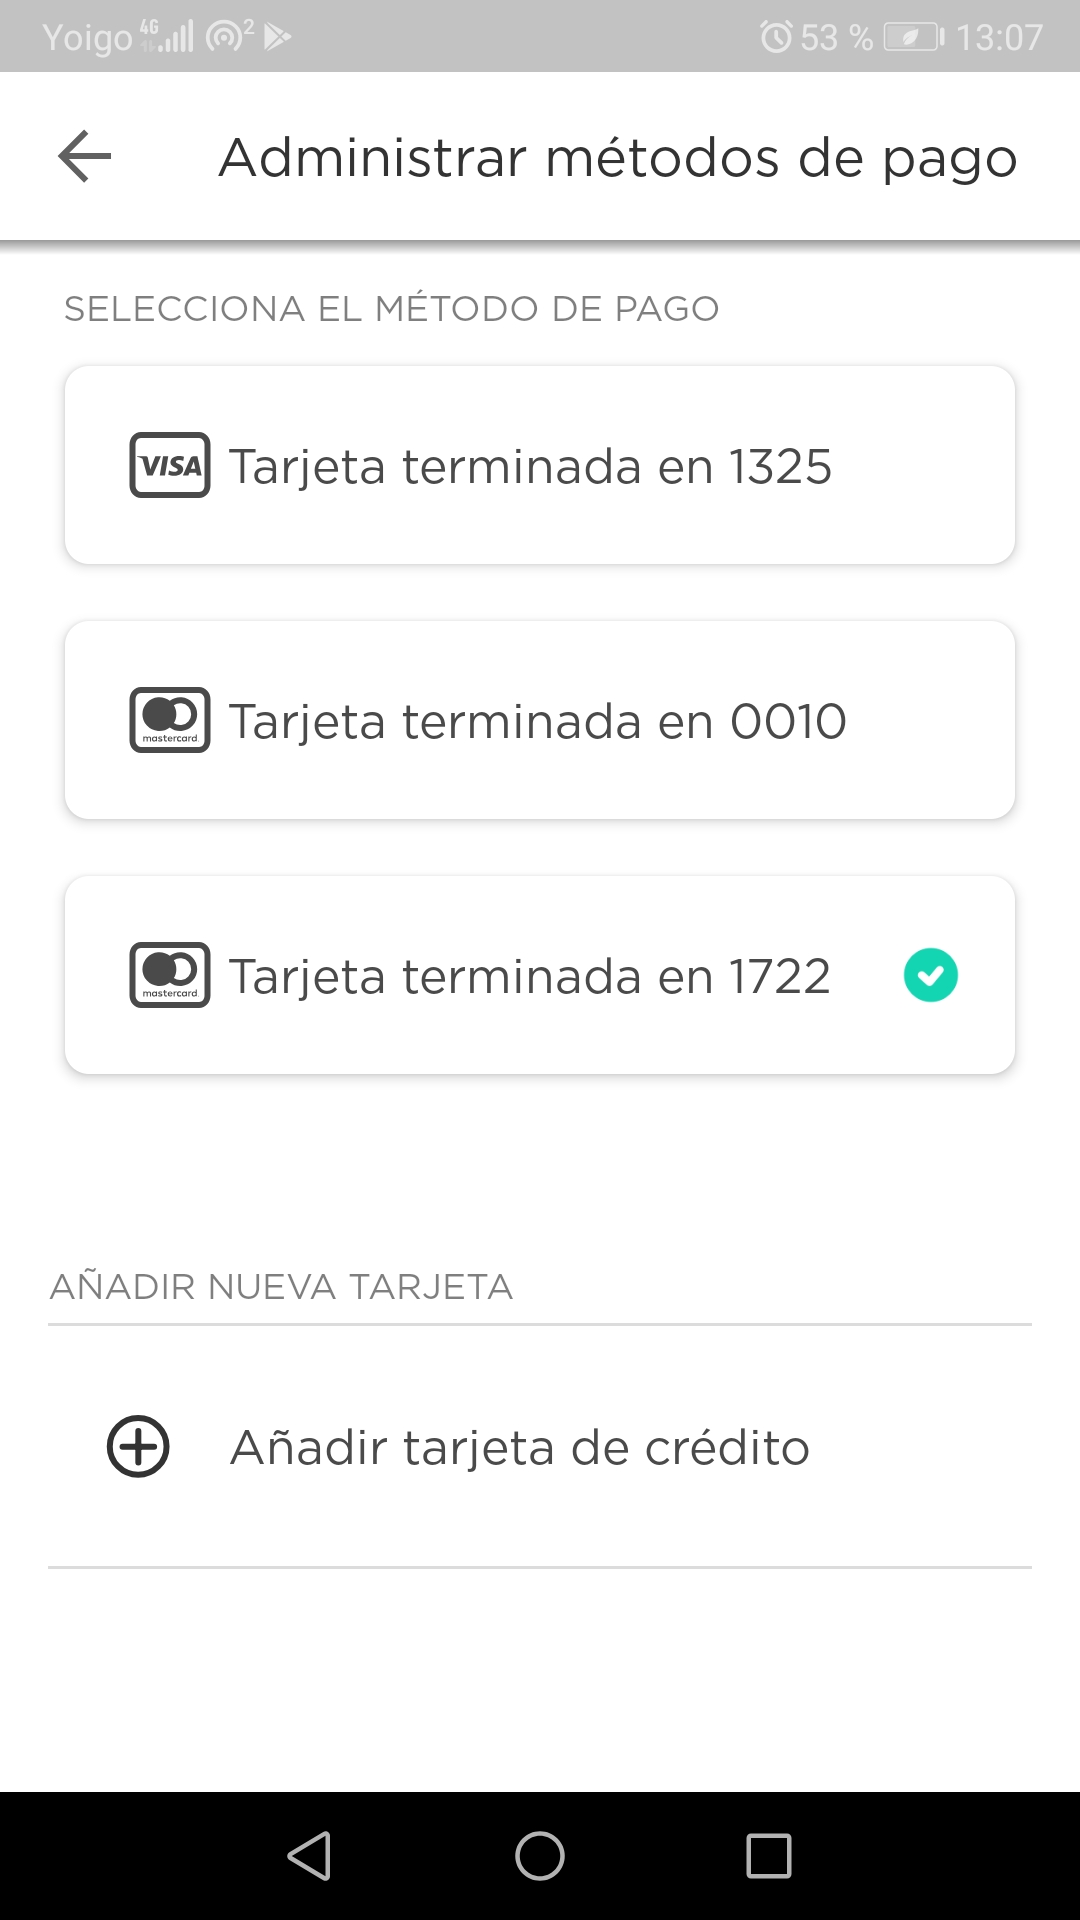 Yoigo 4G 2 53 % 13:07
Administrar métodos de pago
SELECCIONA EL MÉTODO DE PAGO
VISA Tarjeta terminada en 1325
mastercard Tarjeta terminada en 0010
mastercard Tarjeta terminada en 1722
AÑADIR NUEVA TARJETA
Añadir tarjeta de crédito